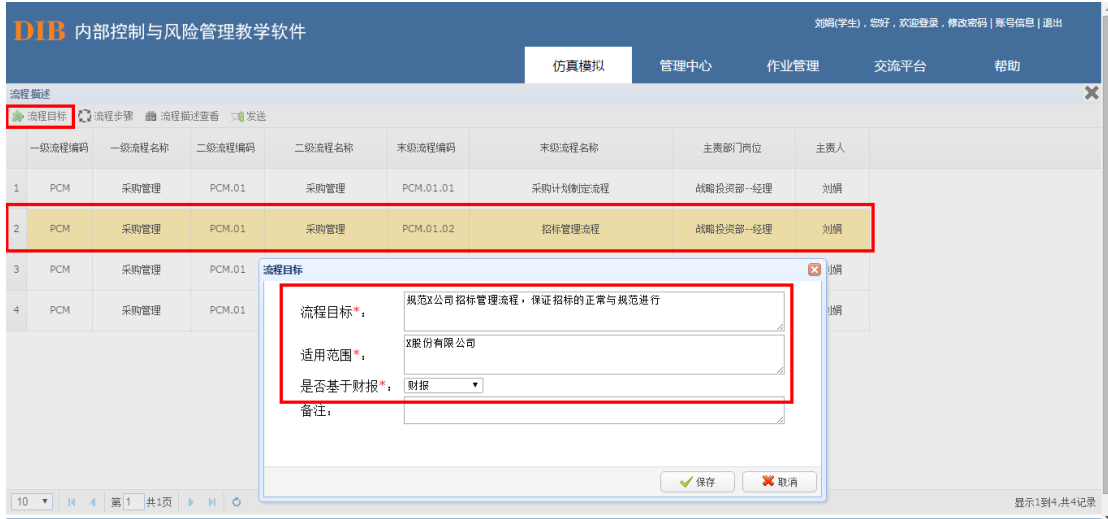 DIB 内部控制与风险管理教学软件
刘娟(学生),您好,欢迎登录,修改密码|账号信息|退出
仿真模拟 管理中心 作业管理 交流平台 帮助
流程描述
流程目标 流程步骤 流程描述查看 发送
一级流程编码 一级流程名称 二级流程编码 二级流程名称 末级流程编码 末级流程名称 主责部门岗位 主责人
1 PCM 采购管理 PCM.01 采购管理 PCM.01.01 采购计划制定流程 战略投资部--经理 刘娟
2 PCM 采购管理 PCM.01 采购管理 PCM.01.02 招标管理流程 战略投资部--经理 刘娟
3 PCM 采购管理 PCM.01 娟
4 PCM 采购管理 PCM.01 娟
流程目标
流程目标*: 规范X公司招标管理流程,保证招标的正常与规范进行
适用范围*: X股份有限公司
是否基于财报*: 财报
备注:
保存 取消
10 第 1 共1页 显示1到4,共4记录